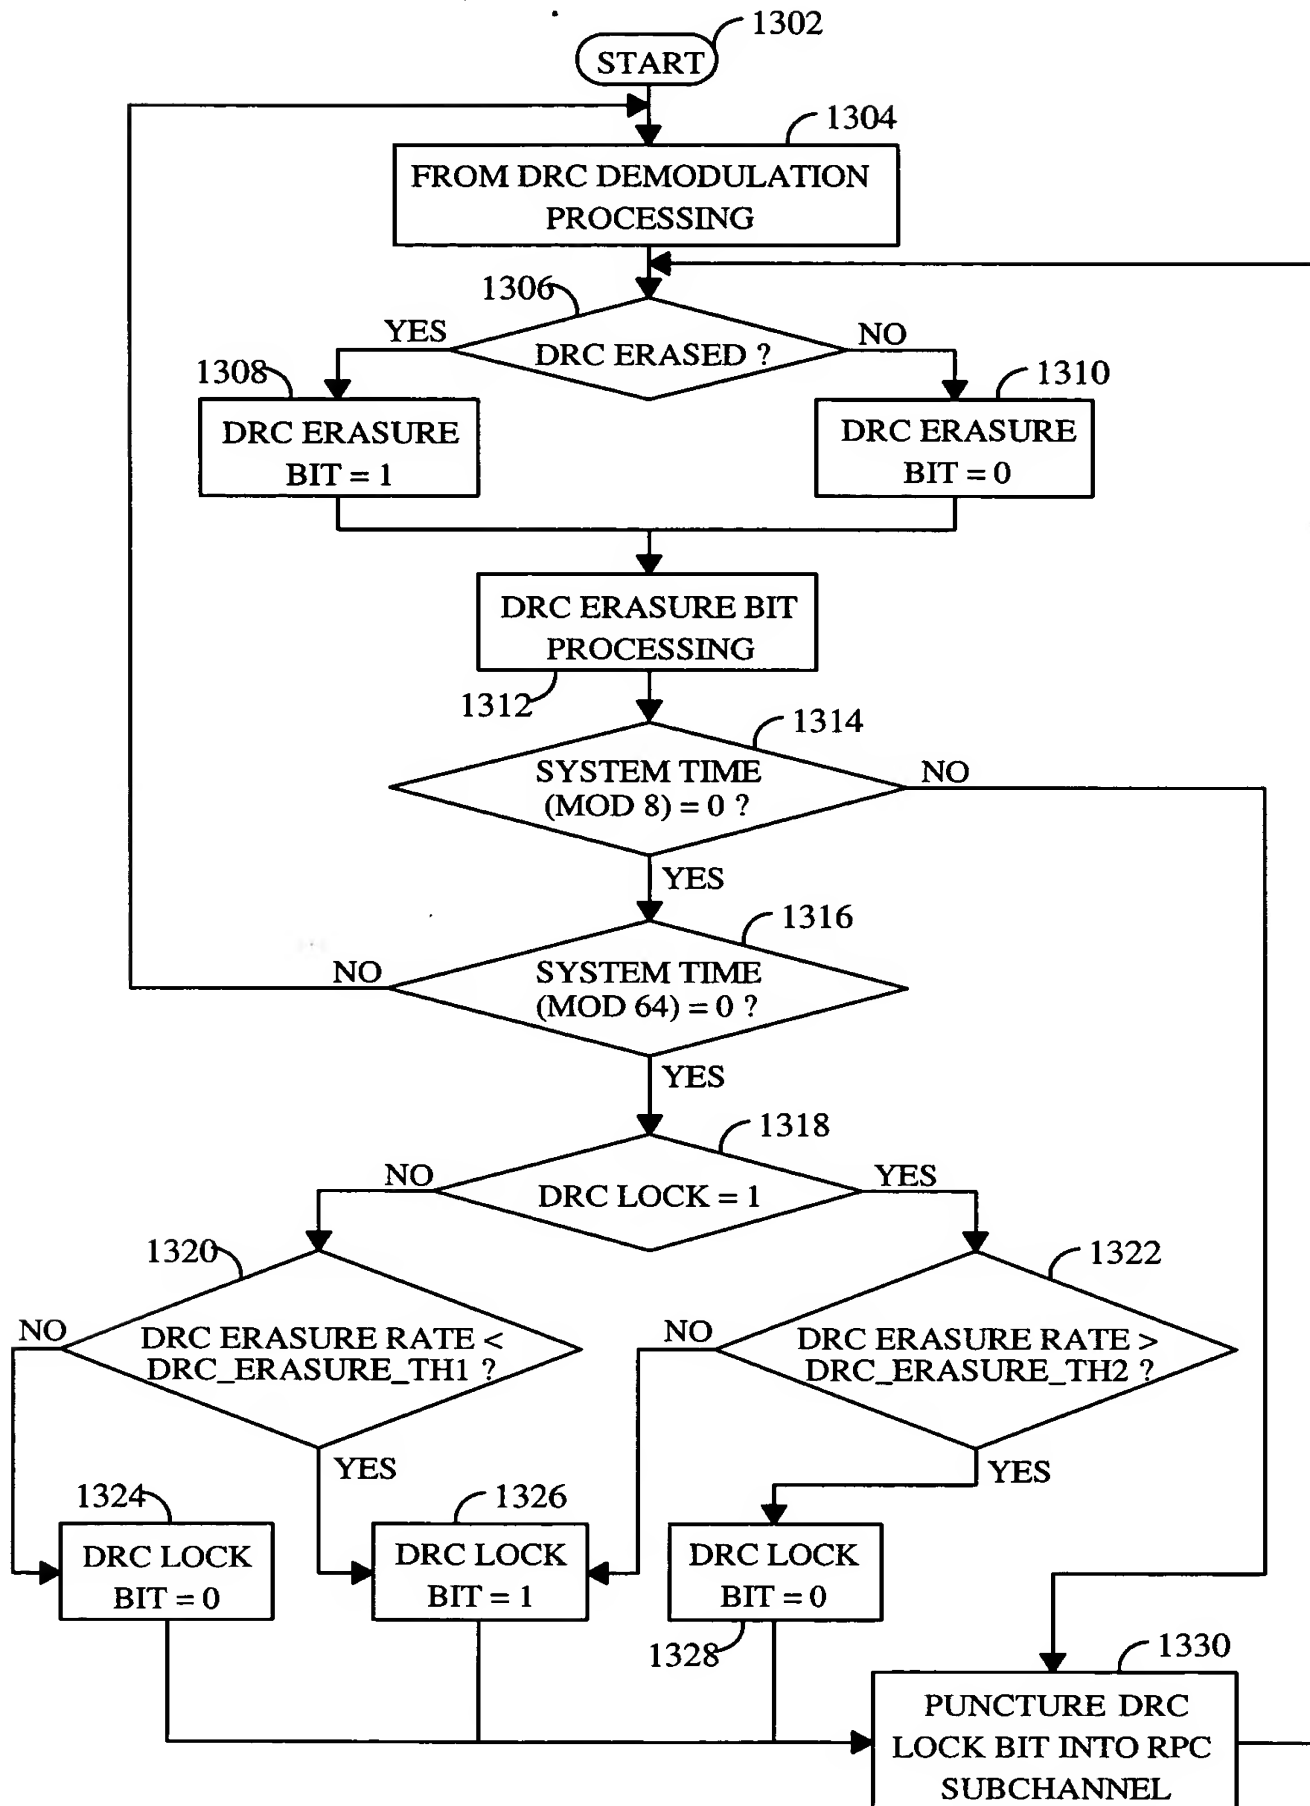 1302
START
1304
FROM DRC DEMODULATION
PROCESSING
1306
YES
NO
DRC ERASED ?
1308
1310
DRC ERASURE
BIT = 1
DRC ERASURE
BIT = 0
DRC ERASURE BIT
PROCESSING
1312
1314
SYSTEM TIME
(MOD 8) = 0 ?
NO
YES
1316
NO
SYSTEM TIME
(MOD 64) = 0 ?
YES
1318
NO
YES
DRC LOCK = 1
1320
1322
NO
DRC ERASURE RATE <
DRC_ERASURE_TH1 ?
NO
DRC ERASURE RATE >
DRC_ERASURE_TH2 ?
YES
YES
1324
1326
DRC LOCK
BIT = 0
DRC LOCK
BIT = 1
DRC LOCK
BIT = 0
1328
1330
PUNCTURE DRC
LOCK BIT INTO RPC
SUBCHANNEL